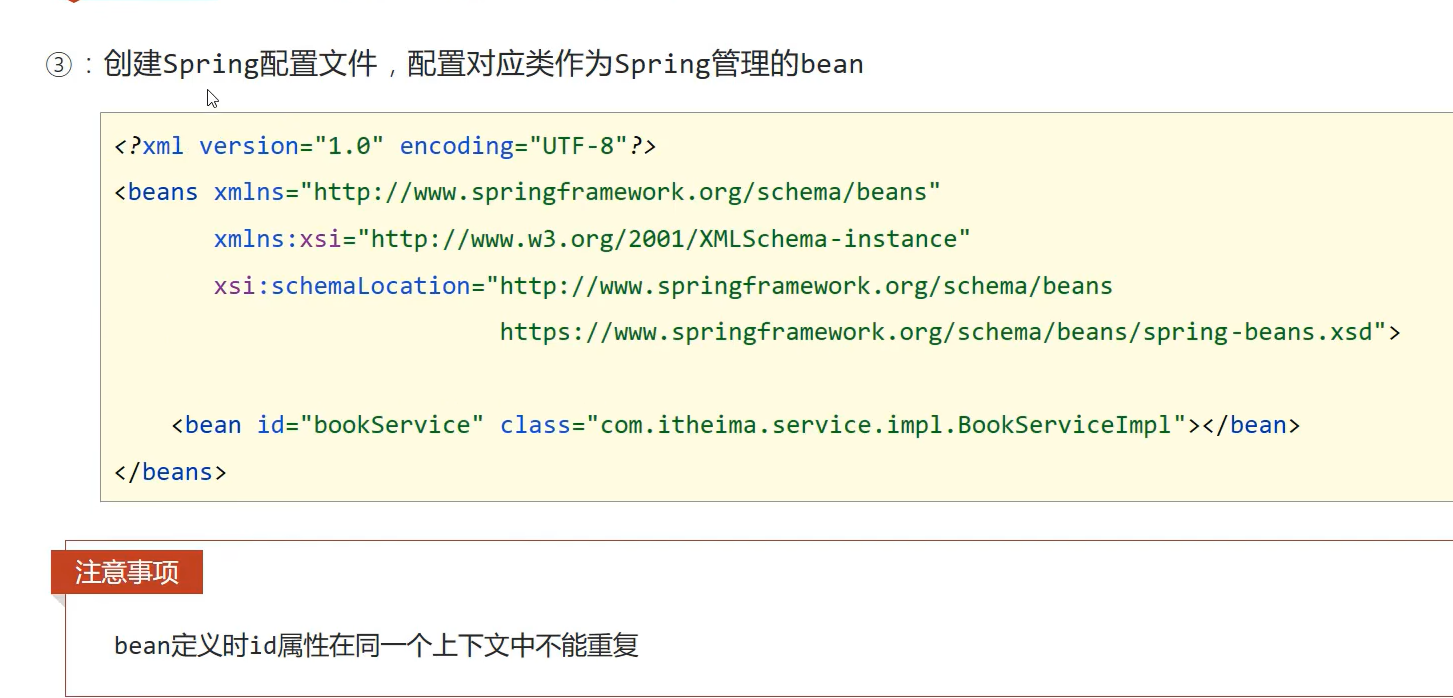 ③：创建Spring配置文件，配置对应类作为Spring管理的bean
<?xml version="1.0" encoding="UTF-8"?>
<beans xmlns="http://www.springframework.org/schema/beans"
xmlns:xsi="http://www.w3.org/2001/XMLSchema-instance"
xsi:schemaLocation="http://www.springframework.org/schema/beans
https://www.springframework.org/schema/beans/spring-beans.xsd">
<bean id="bookService" class="com.itheima.service.impl.BookServiceImpl"></bean>
</beans>
注意事项
bean定义时id属性在同一个上下文中不能重复